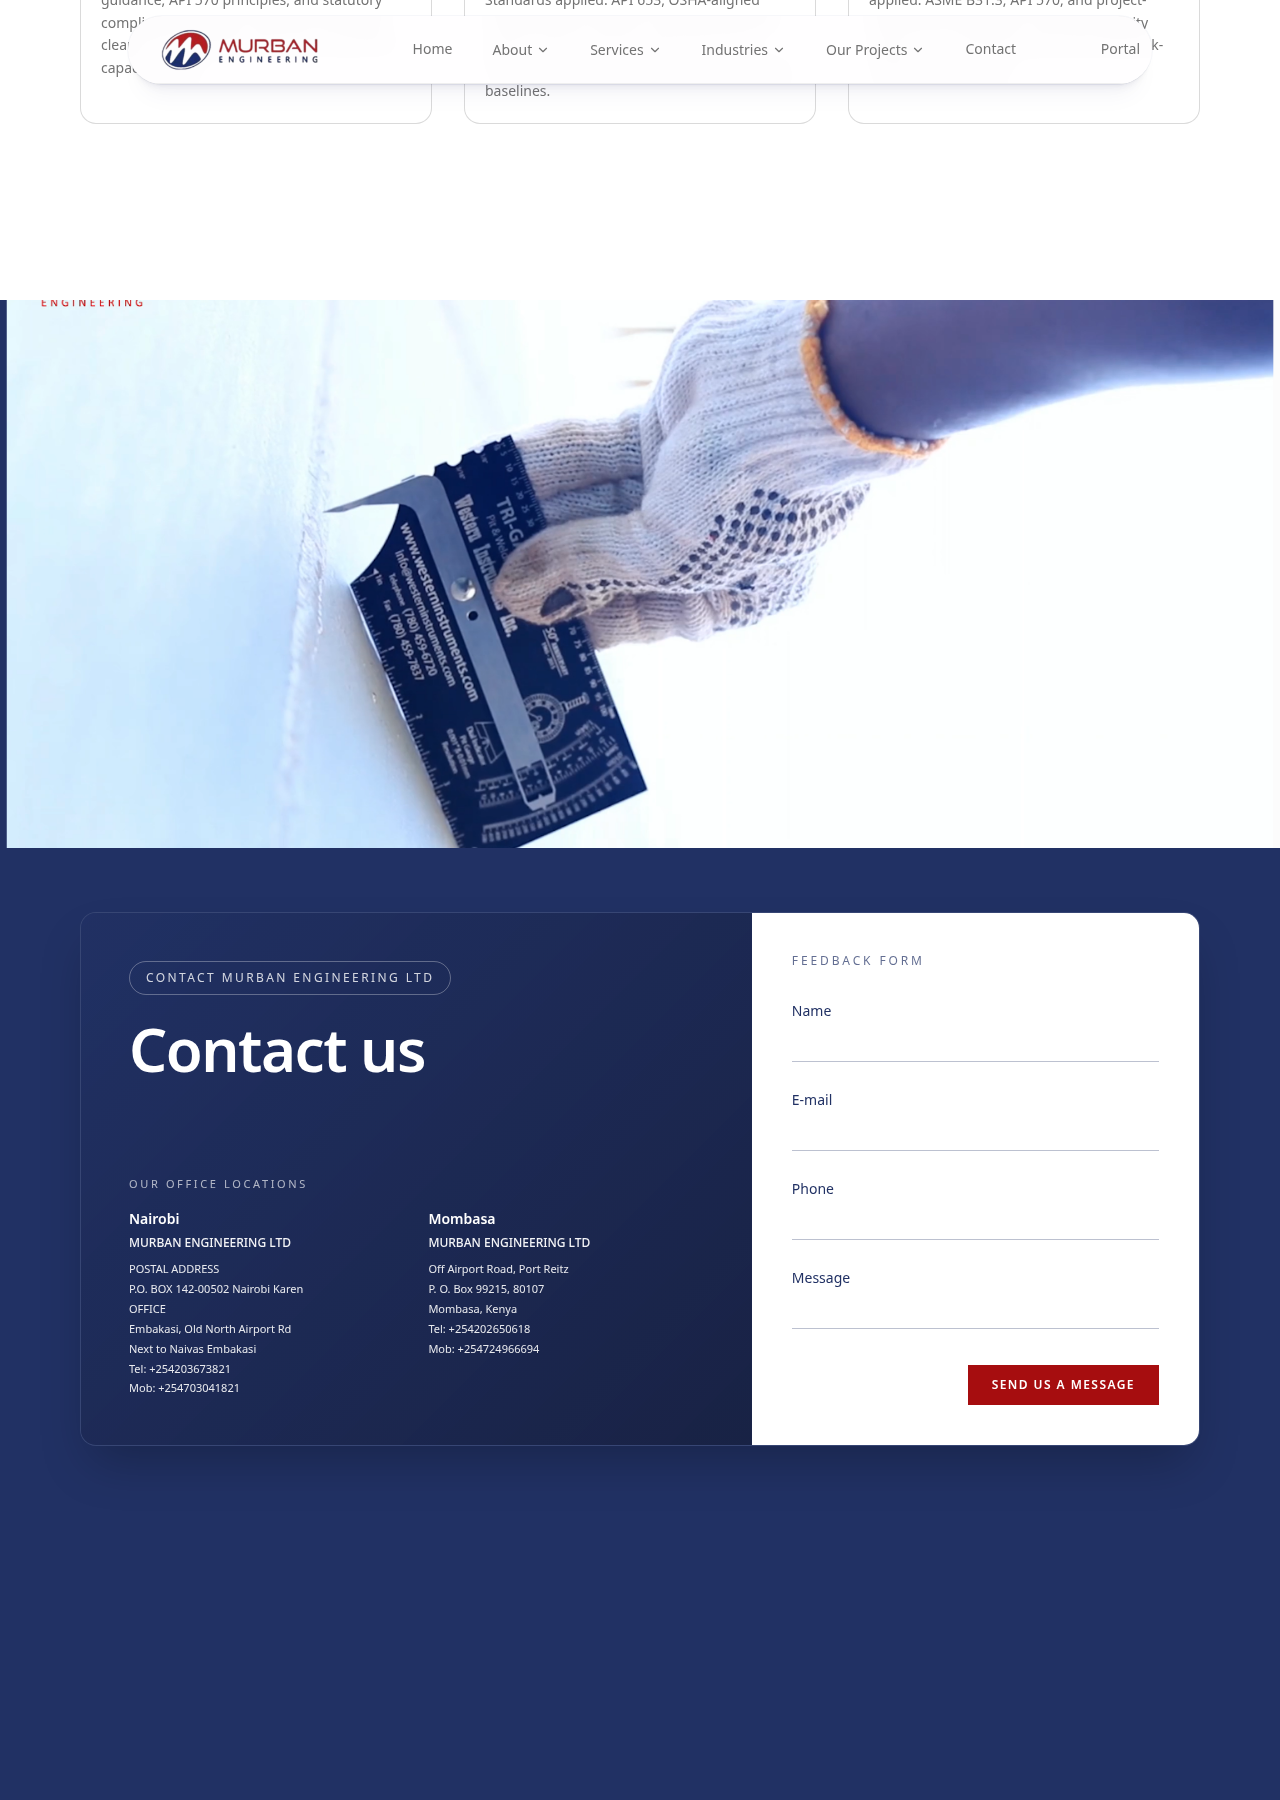 guidance, API 570 principles, and statutory
Standards applied: API 653, OSHA-aligned
applied: ASME B31.3, API 570, and project-
baselines.
MURBAN
ENGINEERING
Home
About
Services
Industries
Our Projects
Contact
Portal
ENGINEERING
TRI-G
Western Instruments Inc.
www.westerninstruments.com
info@westerninstruments.com
Telephone (780) 459-6720
Fax (780) 459-7837
CONTACT MURBAN ENGINEERING LTD
Contact us
OUR OFFICE LOCATIONS
Nairobi
MURBAN ENGINEERING LTD
POSTAL ADDRESS
P.O. BOX 142-00502 Nairobi Karen
OFFICE
Embakasi, Old North Airport Rd
Next to Naivas Embakasi
Tel: +254203673821
Mob: +254703041821
Mombasa
MURBAN ENGINEERING LTD
Off Airport Road, Port Reitz
P. O. Box 99215, 80107
Mombasa, Kenya
Tel: +254202650618
Mob: +254724966694
FEEDBACK FORM
Name
E-mail
Phone
Message
SEND US A MESSAGE